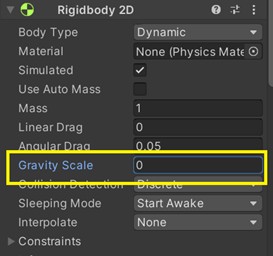 Rigidbody 2D
Body Type Dynamic
Material None (Physics Mate
Simulated
Use Auto Mass
Mass 1
Linear Drag 0
Angular Drag 0.05
Gravity Scale 0
Collision Detection Discrete
Sleeping Mode Start Awake
Interpolate None
Constraints